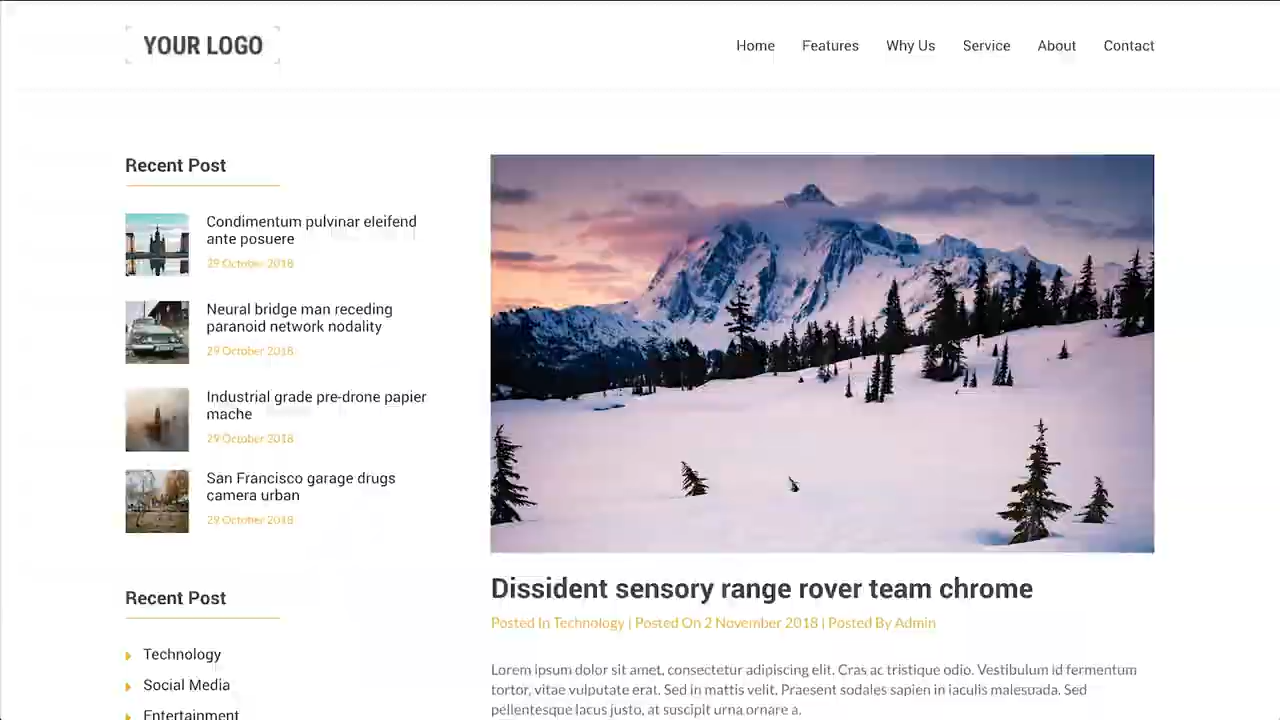 YOUR LOGO
Home Features Why Us Service About Contact
Recent Post
Condimentum pulvinar eleifend
ante posuere
29 October 2018
Neural bridge man receding
paranoid network nodality
29 October 2018
Industrial grade pre-drone papier
mache
29 October 2018
San Francisco garage drugs
camera urban
29 October 2018
Recent Post
Technology
Social Media
Entertainment
Dissident sensory range rover team chrome
Posted In Technology | Posted On 2 November 2018 | Posted By Admin
Lorem ipsum dolor sit amet, consectetur adipiscing elit. Cras ac tristique odio. Vestibulum id fermentum
tortor, vitae vulputate erat. Sed in mattis velit. Praesent sodales sapien in iaculis malesuada. Sed
pellentesque lacus justo, at suscipit urna ornare a.